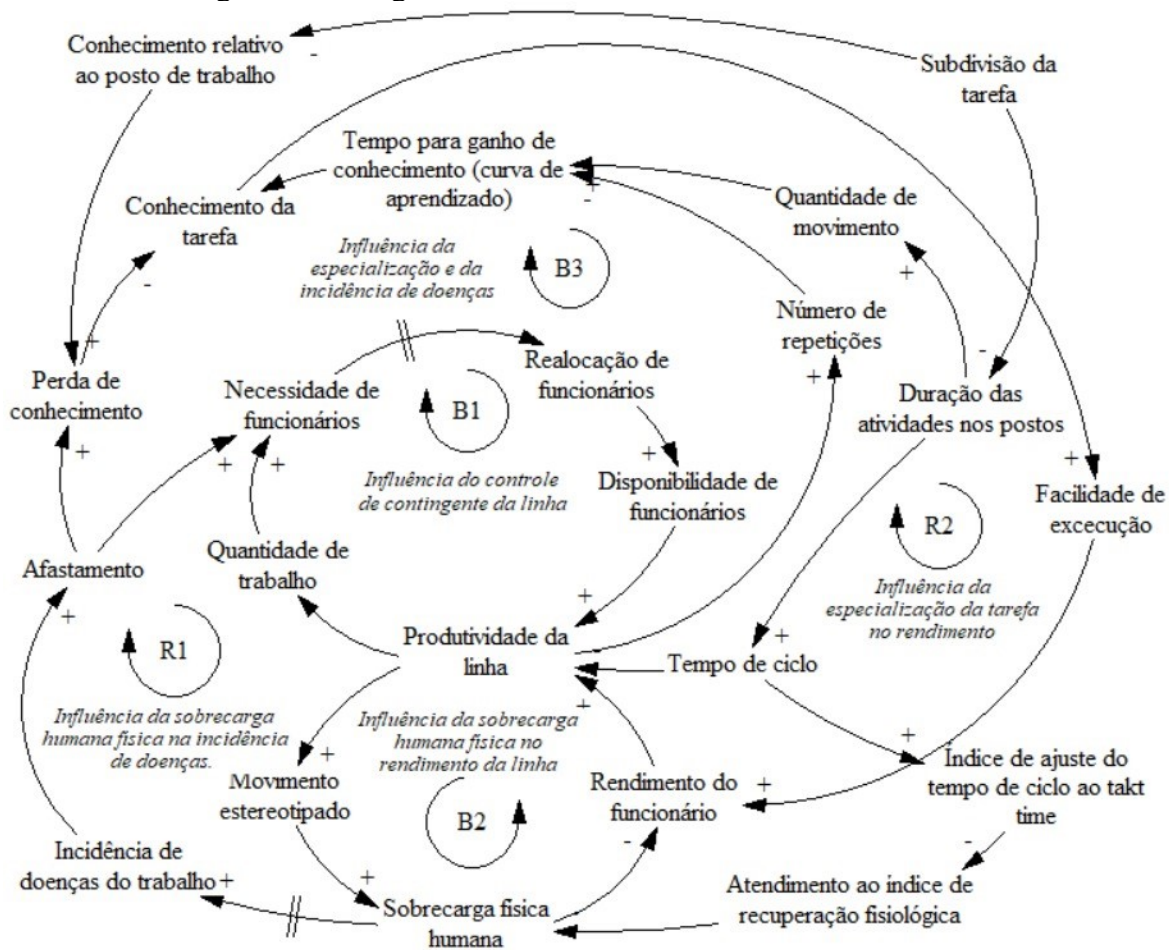 Conhecimento relativo
ao posto de trabalho
-
Subdivisão da
tarefa
Tempo para ganho de
conhecimento (curva de
aprendizado)
+
-
Conhecimento da
tarefa
-
Quantidade de
movimento
+
Influência da
especialização e da
incidência de doenças
B3
Número de
repetições
+
Perda de
conhecimento
+
+
Necessidade de
funcionários
+
+
Realocação de
funcionários
B1
-
Duração das
atividades nos postos
Influência do controle
de contingente da linha
+
Disponibilidade de
funcionários
+
Facilidade de
excecução
R2
Influência da
especialização da tarefa
no rendimento
Afastamento
+
Quantidade de
trabalho
R1
Influência da sobrecarga
humana física na incidência
de doenças.
+
Produtividade da
linha
-
+
+
Tempo de ciclo
Influência da sobrecarga
humana física no
rendimento da linha
B2
+
Movimento
estereotipado
Rendimento do
funcionário
+
-
+
Índice de ajuste do
tempo de ciclo ao takt
time
-
Incidência de
doenças do trabalho
+
+
Sobrecarga física
humana
Atendimento ao índice de
recuperação fisiológica